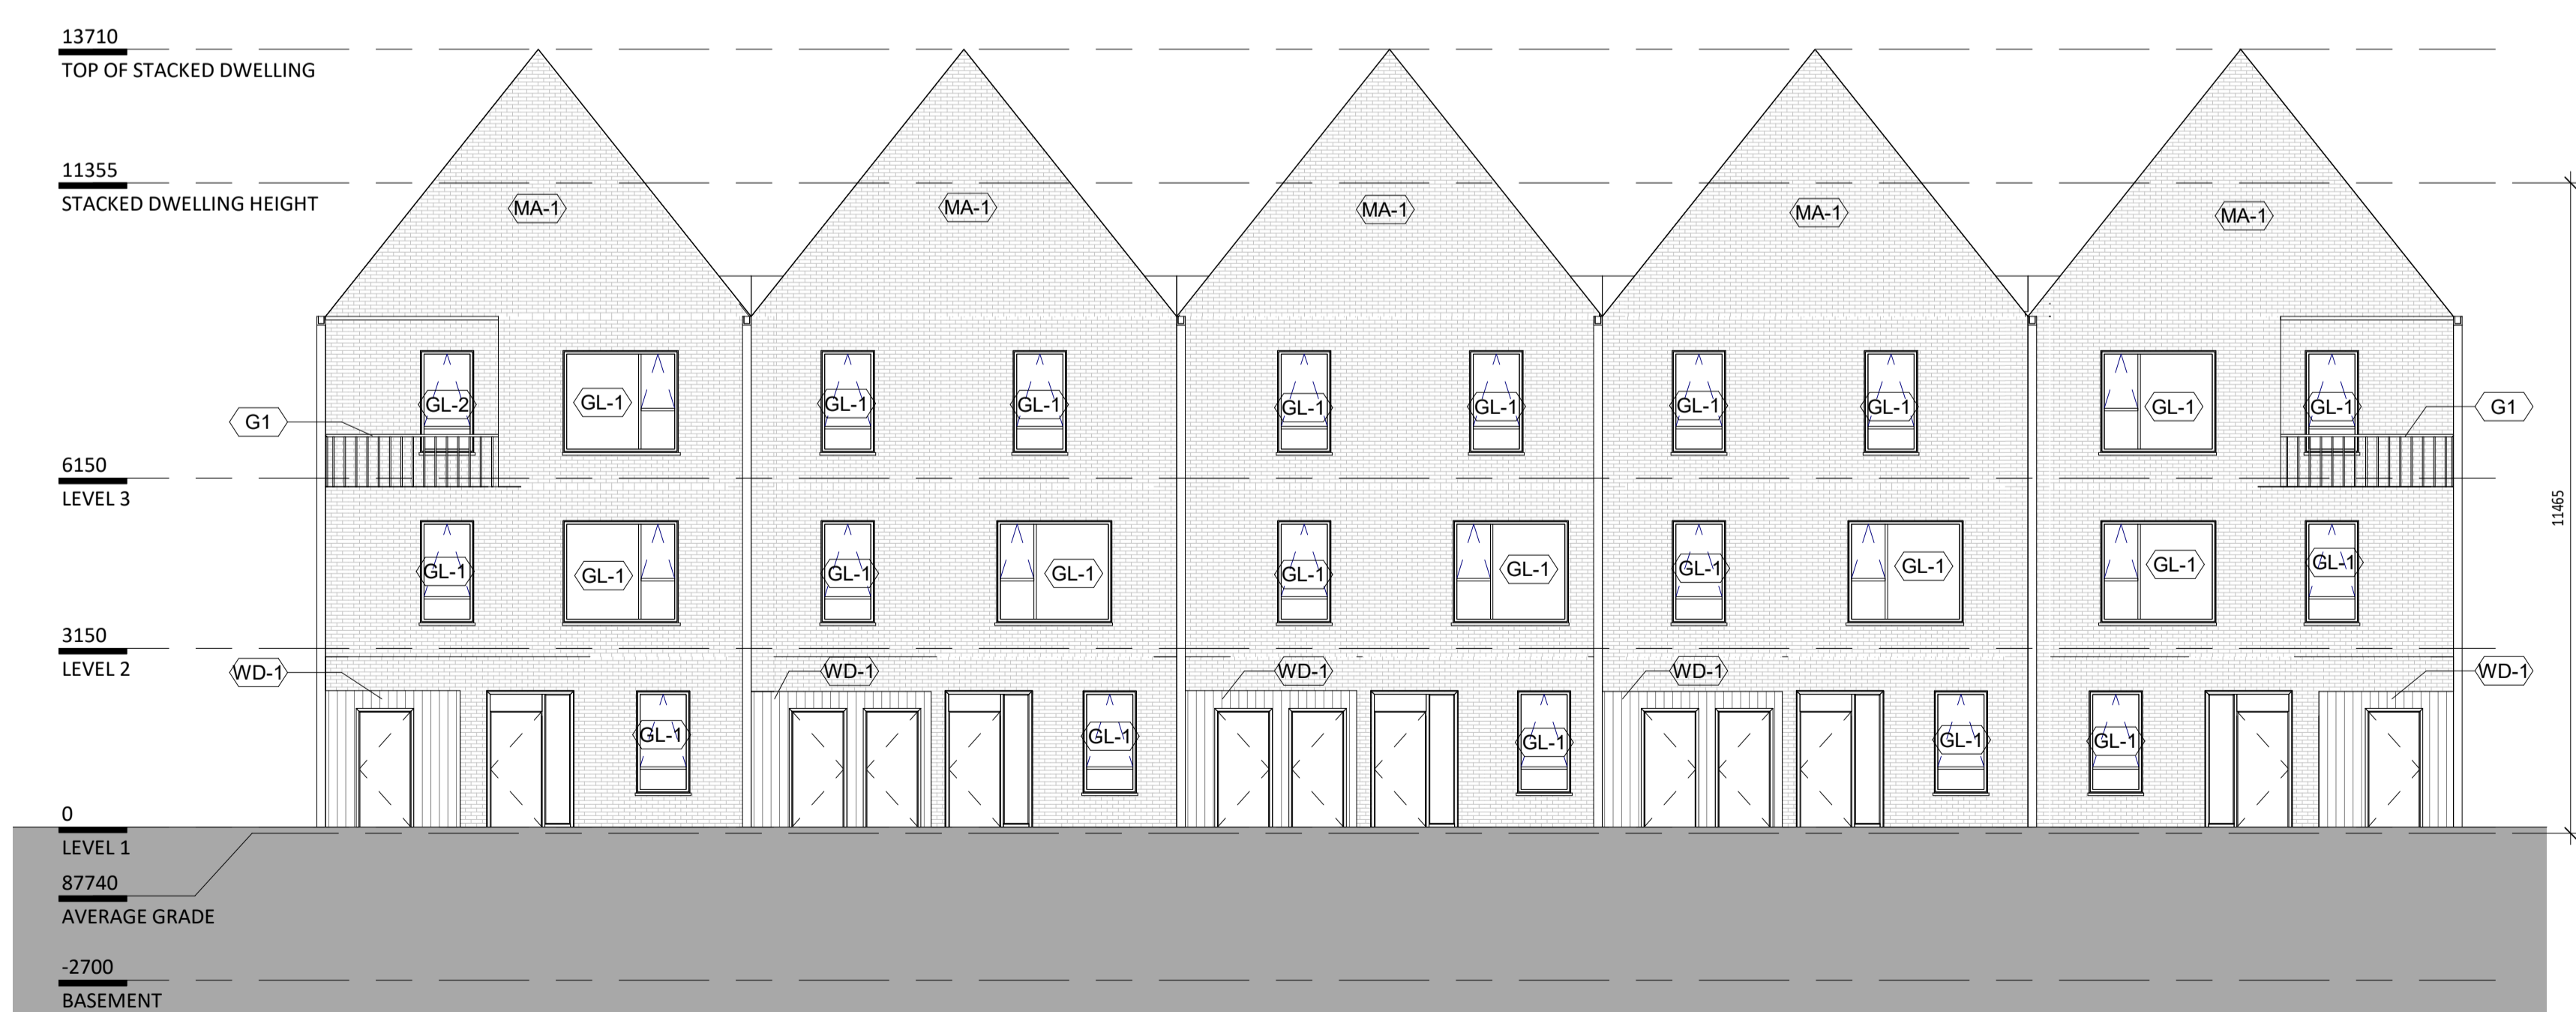 13710
TOP OF STACKED DWELLING
11355
STACKED DWELLING HEIGHT
MA-1 MA-1 MA-1 MA-1 MA-1
GL-2 GL-1 GL-1 GL-1 GL-1 GL-1 GL-1 GL-1 GL-1 GL-1
G1 G1
6150
LEVEL 3
11465
GL-1 GL-1 GL-1 GL-1 GL-1 GL-1 GL-1 GL-1 GL-1 GL-1
3150
LEVEL 2
WD-1 WD-1 WD-1 WD-1 WD-1
GL-1 GL-1 GL-1 GL-1 GL-1
0
LEVEL 1
87740
AVERAGE GRADE
-2700
BASEMENT